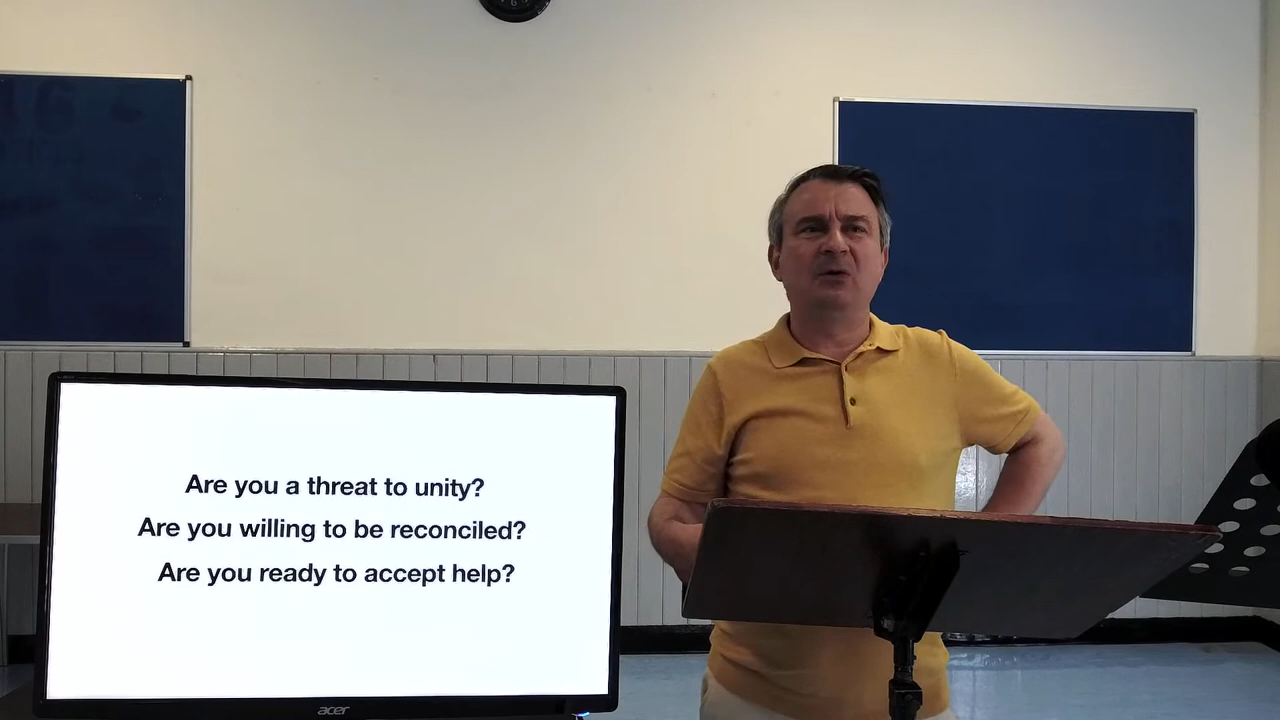 Are you a threat to unity?
Are you willing to be reconciled?
Are you ready to accept help?
acer